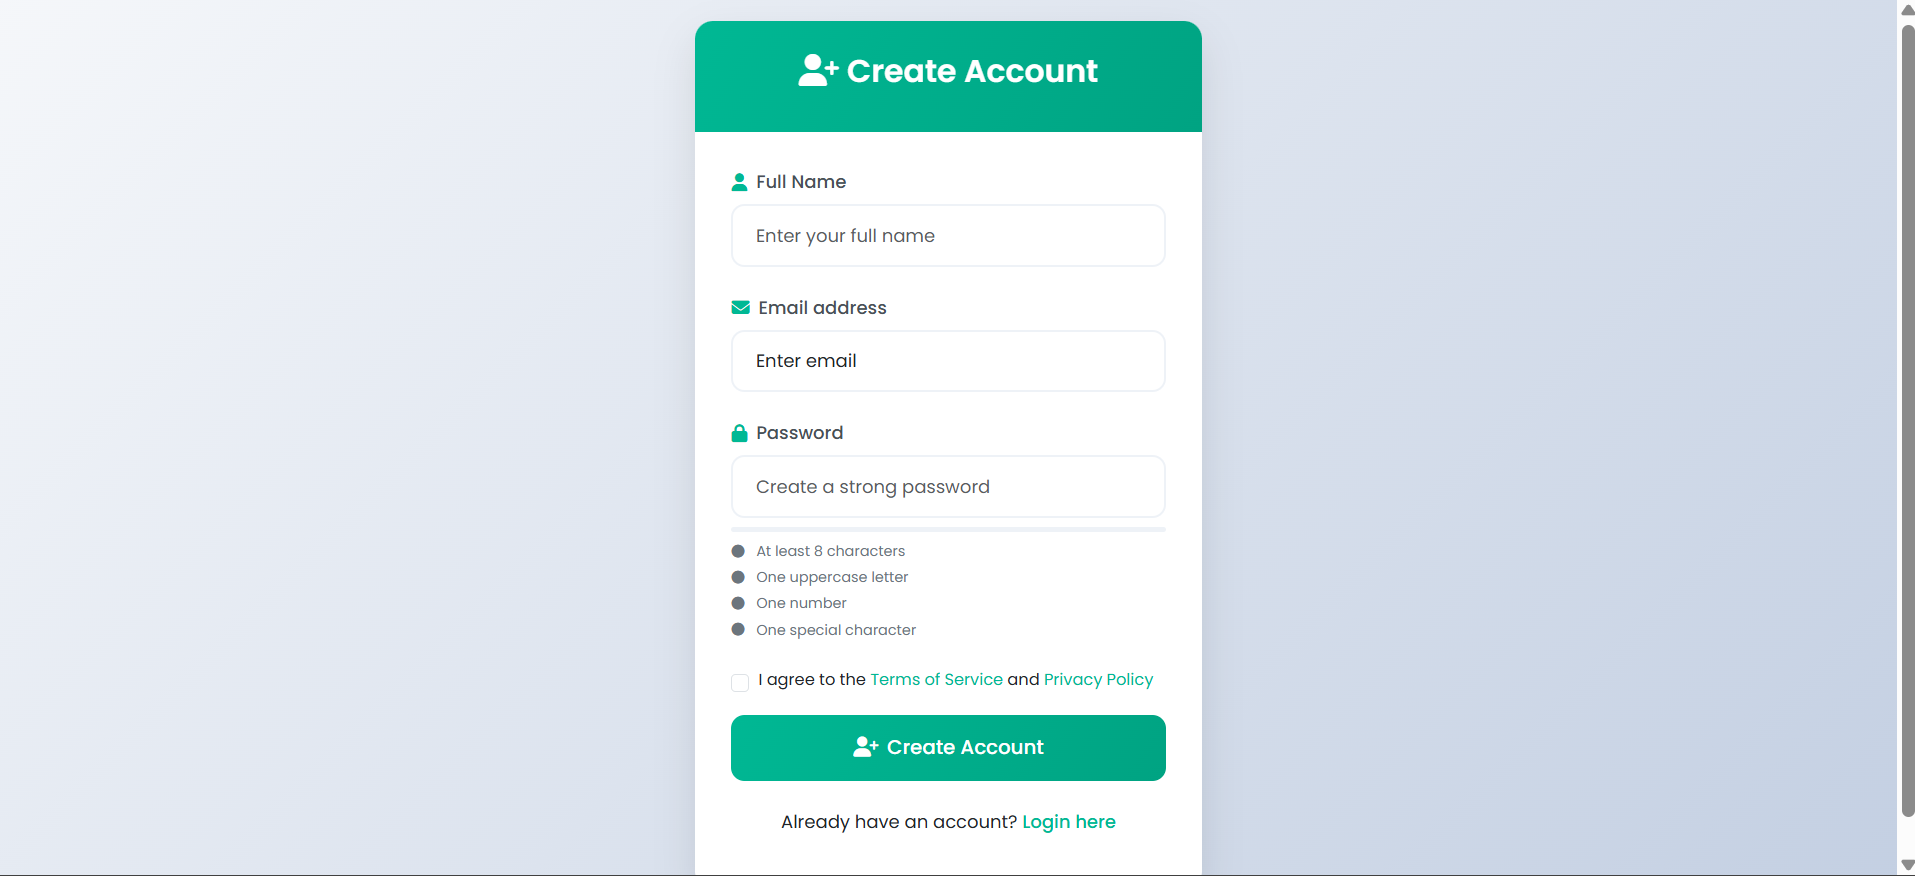 Create Account
Full Name
Enter your full name
Email address
Enter email
Password
Create a strong password
At least 8 characters
One uppercase letter
One number
One special character
I agree to the Terms of Service and Privacy Policy
Create Account
Already have an account? Login here